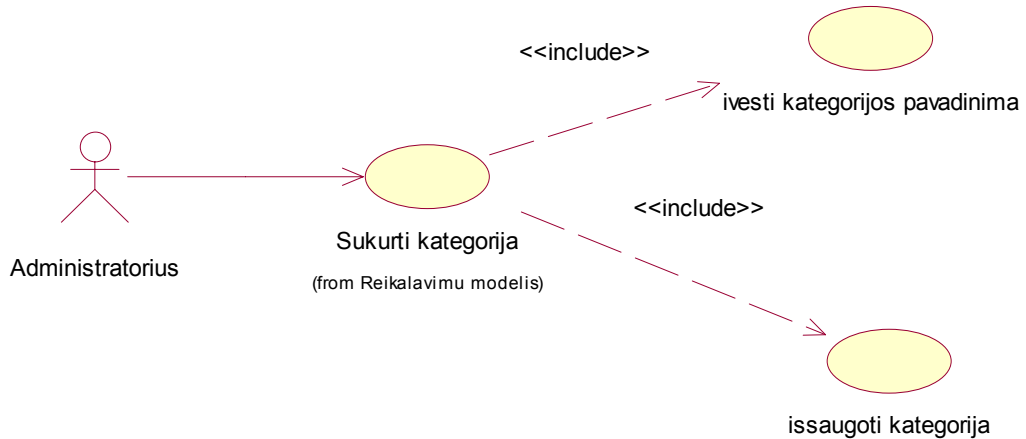 <<include>>
ivesti kategorijos pavadinima
<<include>>
Sukurti kategorija
(from Reikalavimu modelis)
Administratorius
issaugoti kategorija